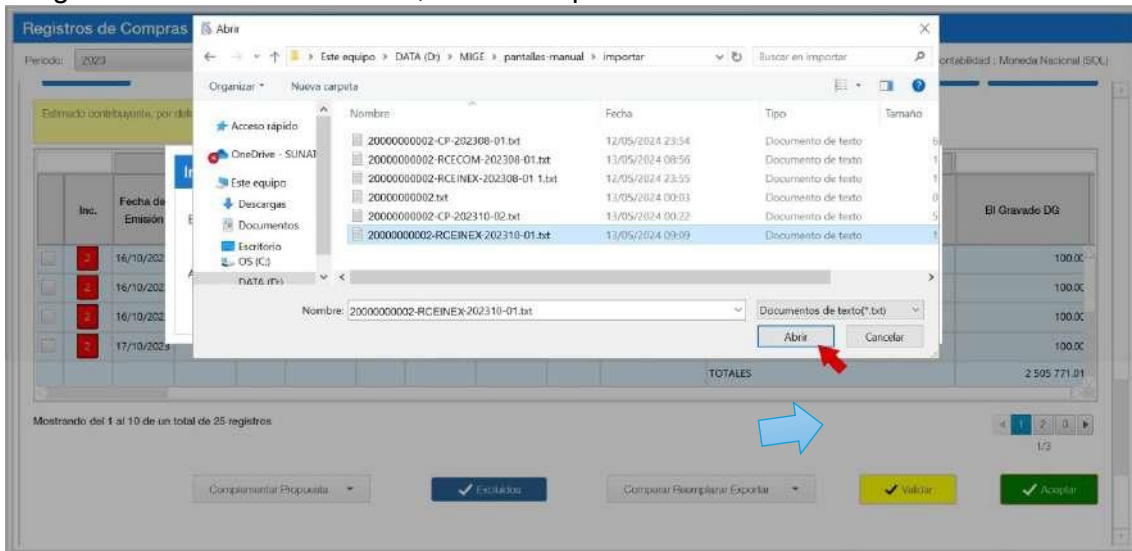 Registros de Compras
Abrir
Periodo: 2023
Este equipo > DATA (D:) > MIGE > pantallas-manual > importar
Buscar en importar
Moneda Nacional (SOL)
Organizar
Nueva carpeta
Estimado contribuyente, por
Nombre
Fecha
Tipo
Tamaño
Acceso rápido
OneDrive - SUNAT
Este equipo
Descargas
Documentos
Escritorio
OS (C:)
DATA (D:)
20000000002-CP-202308-01.txt 12/05/2024 23:54 Documento de texto
20000000002-RCECOM-202308-01.txt 13/05/2024 08:56 Documento de texto
20000000002-RCEINEX-202308-01 1.txt 12/05/2024 23:55 Documento de texto
20000000002.txt 13/05/2024 00:03 Documento de texto
20000000002-CP-202310-02.txt 13/05/2024 00:22 Documento de texto
20000000002-RCEINEX-202310-01.txt 13/05/2024 09:09 Documento de texto
Nombre: 20000000002-RCEINEX-202310-01.txt
Documentos de texto(*.txt)
Abrir
Cancelar
Inc.
Fecha de Emisión
BI Gravado DG
2 16/10/202 100.00
2 16/10/202 100.00
2 16/10/202 100.00
2 17/10/2023 100.00
TOTALES 2 505 771.01
Mostrando del 1 al 10 de un total de 25 registros
1 2 3
1/3
Complementar Propuesta
Excluidos
Comparar Reemplazar Exportar
Validar
Aceptar